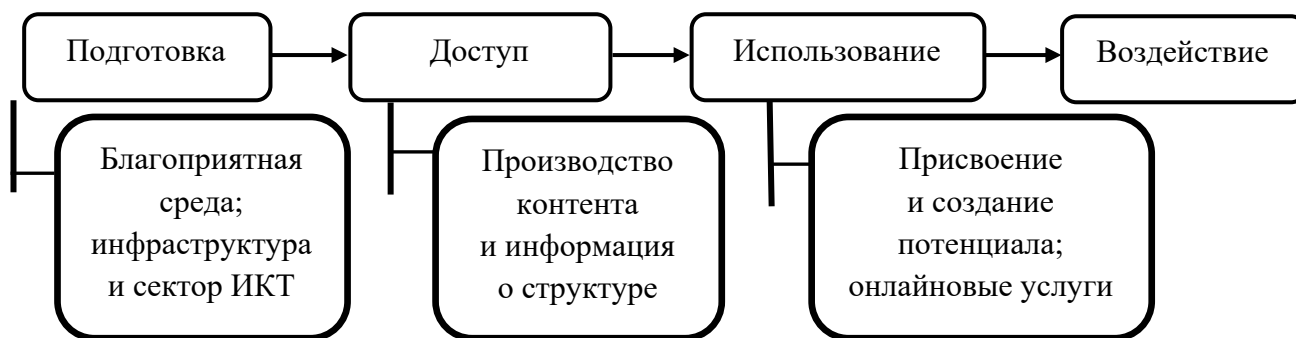 Подготовка
Доступ
Использование
Воздействие
Благоприятная
среда;
инфраструктура
и сектор ИКТ
Производство
контента
и информация
о структуре
Присвоение
и создание
потенциала;
онлайновые услуги